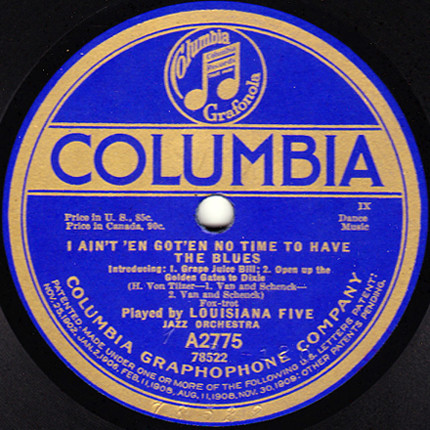 Columbia
Columbia
Records
Grafonola
COLUMBIA
Price in U. S., 85c.
Price in Canada, 90c.
IX
Dance
Music
I AIN'T 'EN GOT'EN NO TIME TO HAVE
THE BLUES
Introducing: 1. Grape Juice Bill; 2. Open up the
Golden Gates to Dixie
(H. Von Tilzer—1. Van and Schenck—
2. Van and Schenck)
Fox-trot
Played by LOUISIANA FIVE
JAZZ ORCHESTRA
A2775
78522
COLUMBIA GRAPHOPHONE COMPANY
PATENTED, MADE UNDER ONE OR MORE OF THE FOLLOWING U. S. LETTERS PATENT:
NOV. 25, 1902, JAN. 2, 1906, FEB. 11, 1908, AUG. 11, 1908, NOV. 30, 1909; OTHER PATENTS PENDING.